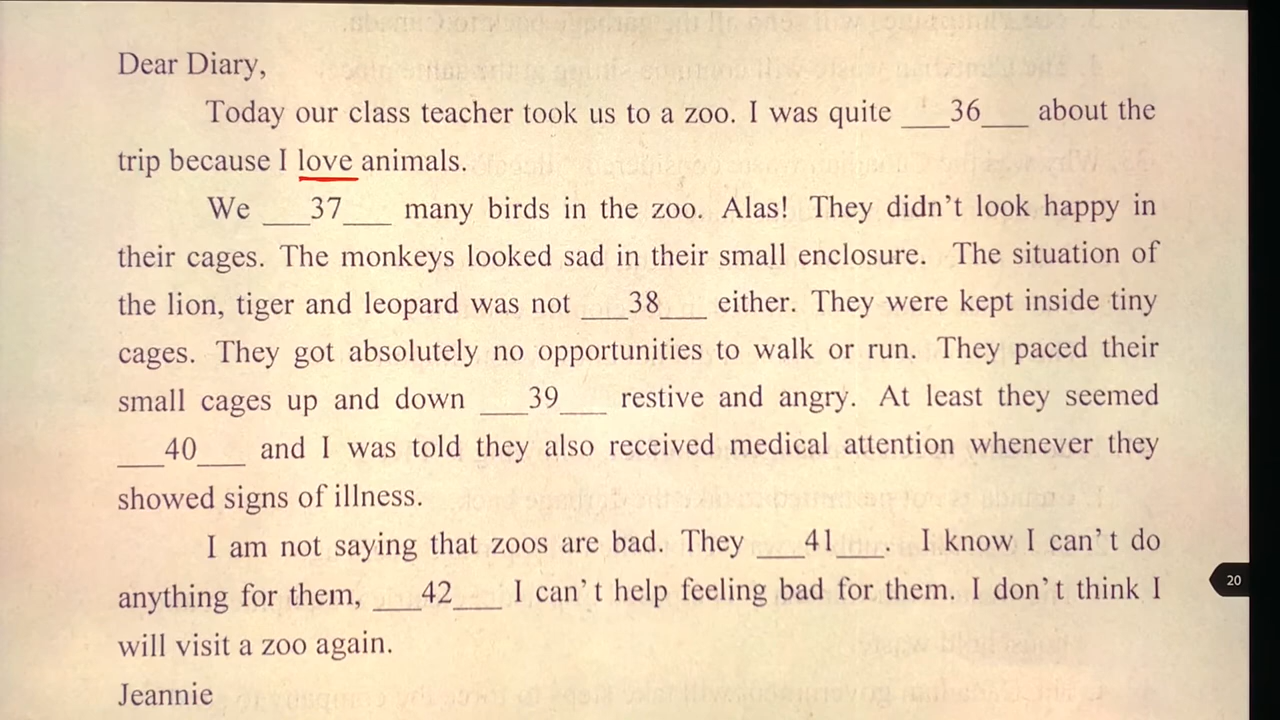 Dear Diary,
Today our class teacher took us to a zoo. I was quite ___36___ about the
trip because I love animals.
We ___37___ many birds in the zoo. Alas! They didn't look happy in
their cages. The monkeys looked sad in their small enclosure. The situation of
the lion, tiger and leopard was not ___38___ either. They were kept inside tiny
cages. They got absolutely no opportunities to walk or run. They paced their
small cages up and down ___39___ restive and angry. At least they seemed
___40___ and I was told they also received medical attention whenever they
showed signs of illness.
I am not saying that zoos are bad. They ___41___. I know I can't do
anything for them, ___42___ I can't help feeling bad for them. I don't think I
will visit a zoo again.
Jeannie
20